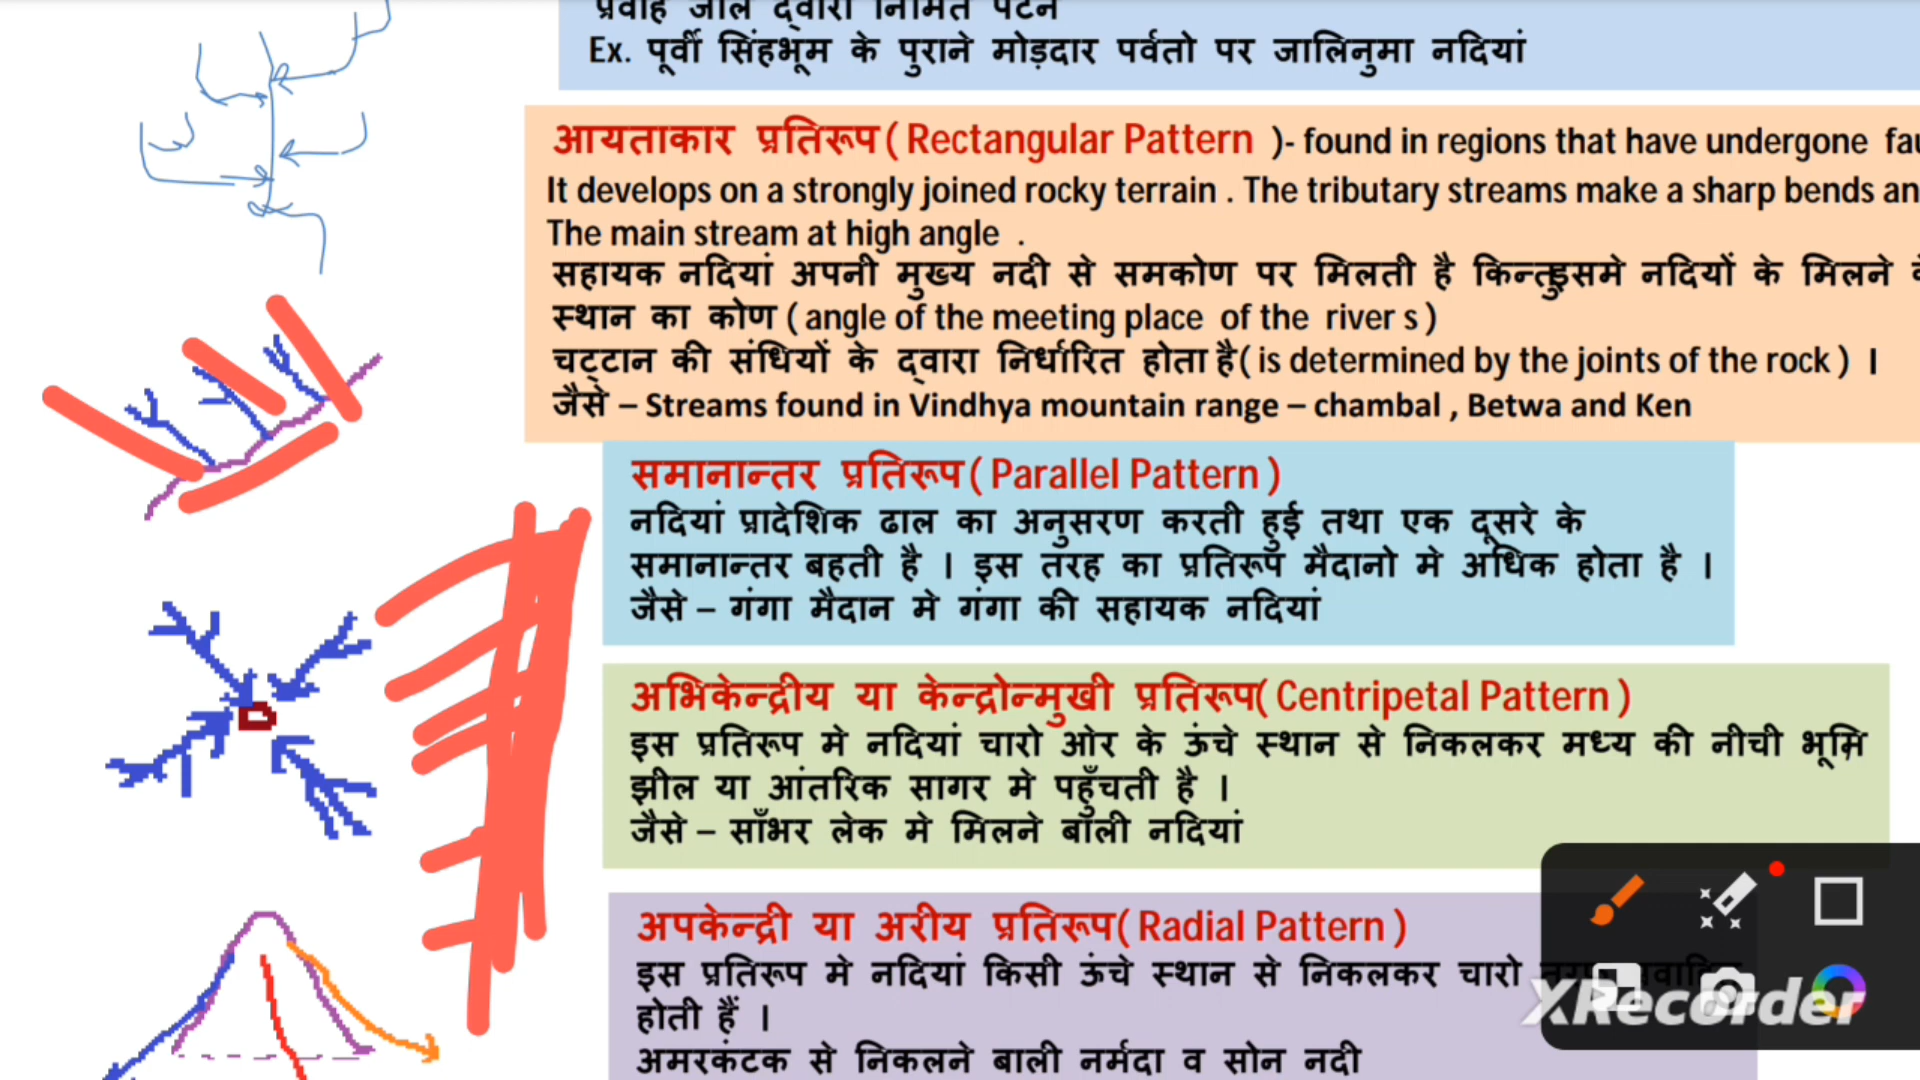 प्रवाह जाल द्वारा निर्मित पैटर्न
Ex. पूर्वी सिंहभूम के पुराने मोड़दार पर्वतो पर जालिनुमा नदियां
आयताकार प्रतिरूप( Rectangular Pattern )- found in regions that have undergone
It develops on a strongly joined rocky terrain . The tributary streams make a sharp bends
The main stream at high angle .
सहायक नदियां अपनी मुख्य नदी से समकोण पर मिलती है किन्तुइसमे नदियों के मिलने
स्थान का कोण ( angle of the meeting place of the river s )
चट्टान की संधियों के द्वारा निर्धारित होता है( is determined by the joints of the rock ) ।
जैसे – Streams found in Vindhya mountain range – chambal , Betwa and Ken
समानान्तर प्रतिरूप( Parallel Pattern )
नदियां प्रादेशिक ढाल का अनुसरण करती हुई तथा एक दूसरे के
समानान्तर बहती है । इस तरह का प्रतिरूप मैदानो मे अधिक होता है ।
जैसे – गंगा मैदान मे गंगा की सहायक नदियां
अभिकेन्द्रीय या केन्द्रोन्मुखी प्रतिरूप( Centripetal Pattern )
इस प्रतिरूप मे नदियां चारो ओर के ऊंचे स्थान से निकलकर मध्य की नीची भूमि
झील या आंतरिक सागर मे पहुँचती है ।
जैसे – साँभर लेक मे मिलने बाली नदियां
अपकेन्द्री या अरीय प्रतिरूप( Radial Pattern )
इस प्रतिरूप मे नदियां किसी ऊंचे स्थान से निकलकर चारो
होती हैं ।
अमरकंटक से निकलने बाली नर्मदा व सोन नदी
XRecorder